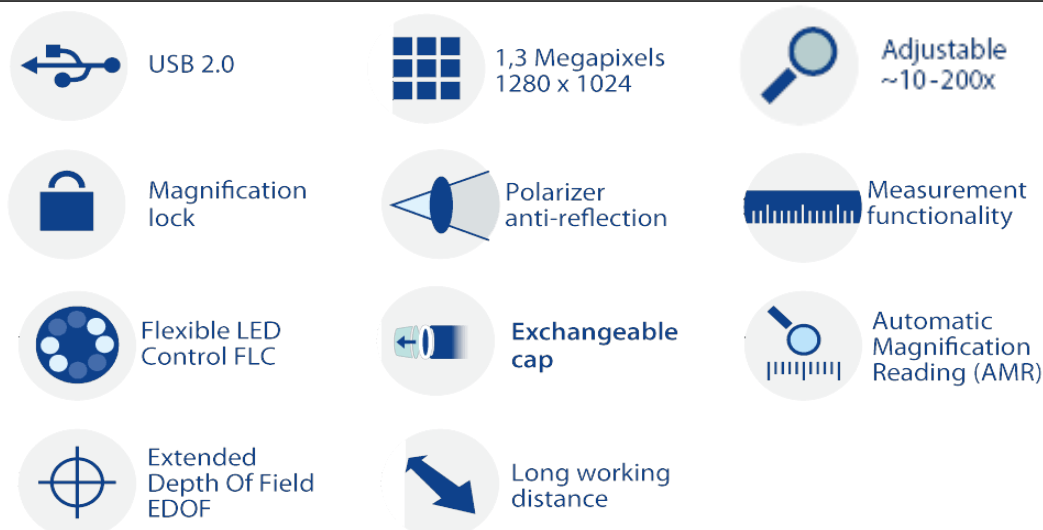 USB 2.0
1,3 Megapixels
1280 x 1024
Adjustable
~10-200x
Magnification
lock
Polarizer
anti-reflection
Measurement
functionality
Flexible LED
Control FLC
Exchangeable
cap
Automatic
Magnification
Reading (AMR)
Extended
Depth Of Field
EDOF
Long working
distance